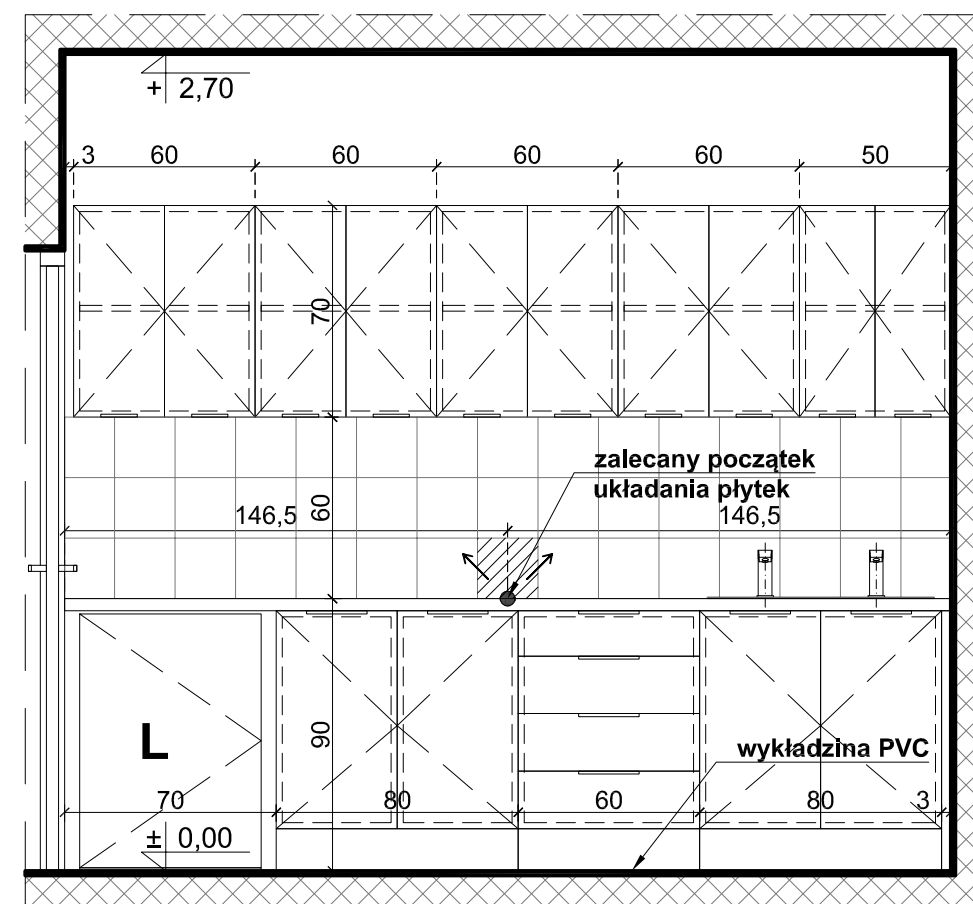 + 2,70
3 60 60 60 60 50
70
zalecany początek
układania płytek
146,5 60 146,5
L
90
wykładzina PVC
70 80 60 80 3
± 0,00